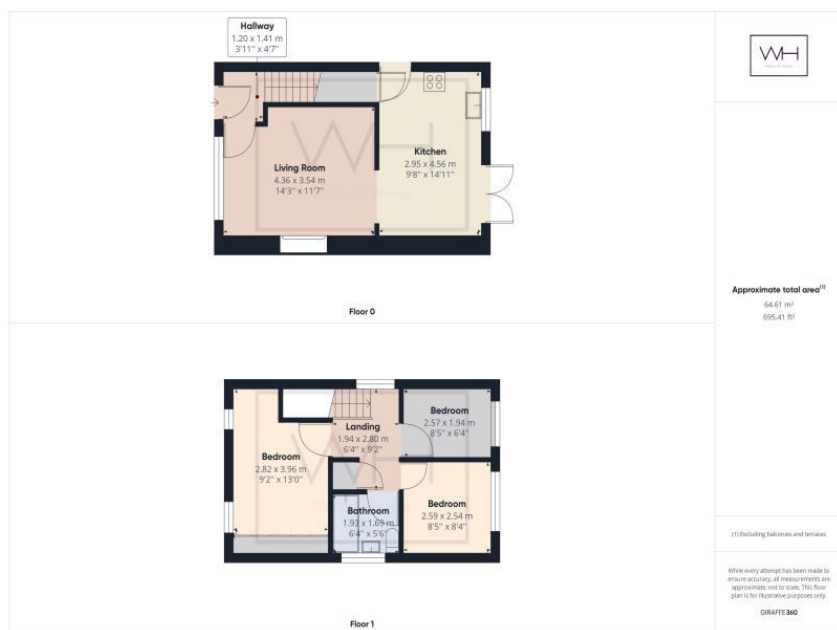 Hallway
1.20 x 1.41 m
3'11" x 4'7"
WH
Kitchen
2.95 x 4.56 m
9'8" x 14'11"
Living Room
4.36 x 3.54 m
14'3" x 11'7"
Floor 0
Approximate total area[1]
64.61 m²
695.41 ft²
Bedroom
2.57 x 1.94 m
8'5" x 6'4"
Landing
1.94 x 2.80 m
6'4" x 9'2"
Bedroom
2.82 x 3.96 m
9'2" x 13'0"
Bedroom
2.59 x 2.54 m
8'5" x 8'4"
Bathroom
1.93 x 1.69 m
6'4" x 5'6"
Floor 1
[1] Excluding balconies and terraces
While every attempt has been made to
ensure accuracy, all measurements are
approximate, not to scale. This floor
plan is for illustrative purposes only.
GIRAFFE360